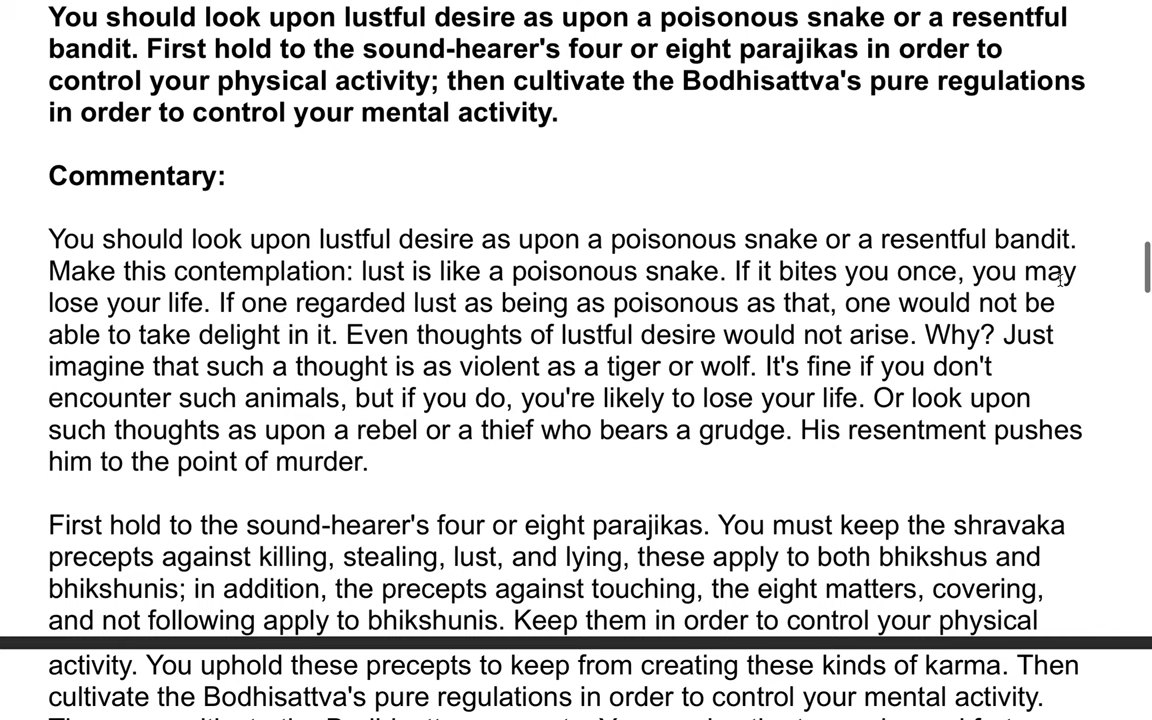 You should look upon lustful desire as upon a poisonous snake or a resentful
bandit. First hold to the sound-hearer's four or eight parajikas in order to
control your physical activity; then cultivate the Bodhisattva's pure regulations
in order to control your mental activity.
Commentary:
You should look upon lustful desire as upon a poisonous snake or a resentful bandit.
Make this contemplation: lust is like a poisonous snake. If it bites you once, you may
lose your life. If one regarded lust as being as poisonous as that, one would not be
able to take delight in it. Even thoughts of lustful desire would not arise. Why? Just
imagine that such a thought is as violent as a tiger or wolf. It's fine if you don't
encounter such animals, but if you do, you're likely to lose your life. Or look upon
such thoughts as upon a rebel or a thief who bears a grudge. His resentment pushes
him to the point of murder.
First hold to the sound-hearer's four or eight parajikas. You must keep the shravaka
precepts against killing, stealing, lust, and lying, these apply to both bhikshus and
bhikshunis; in addition, the precepts against touching, the eight matters, covering,
and not following apply to bhikshunis. Keep them in order to control your physical
activity. You uphold these precepts to keep from creating these kinds of karma. Then
cultivate the Bodhisattva's pure regulations in order to control your mental activity.